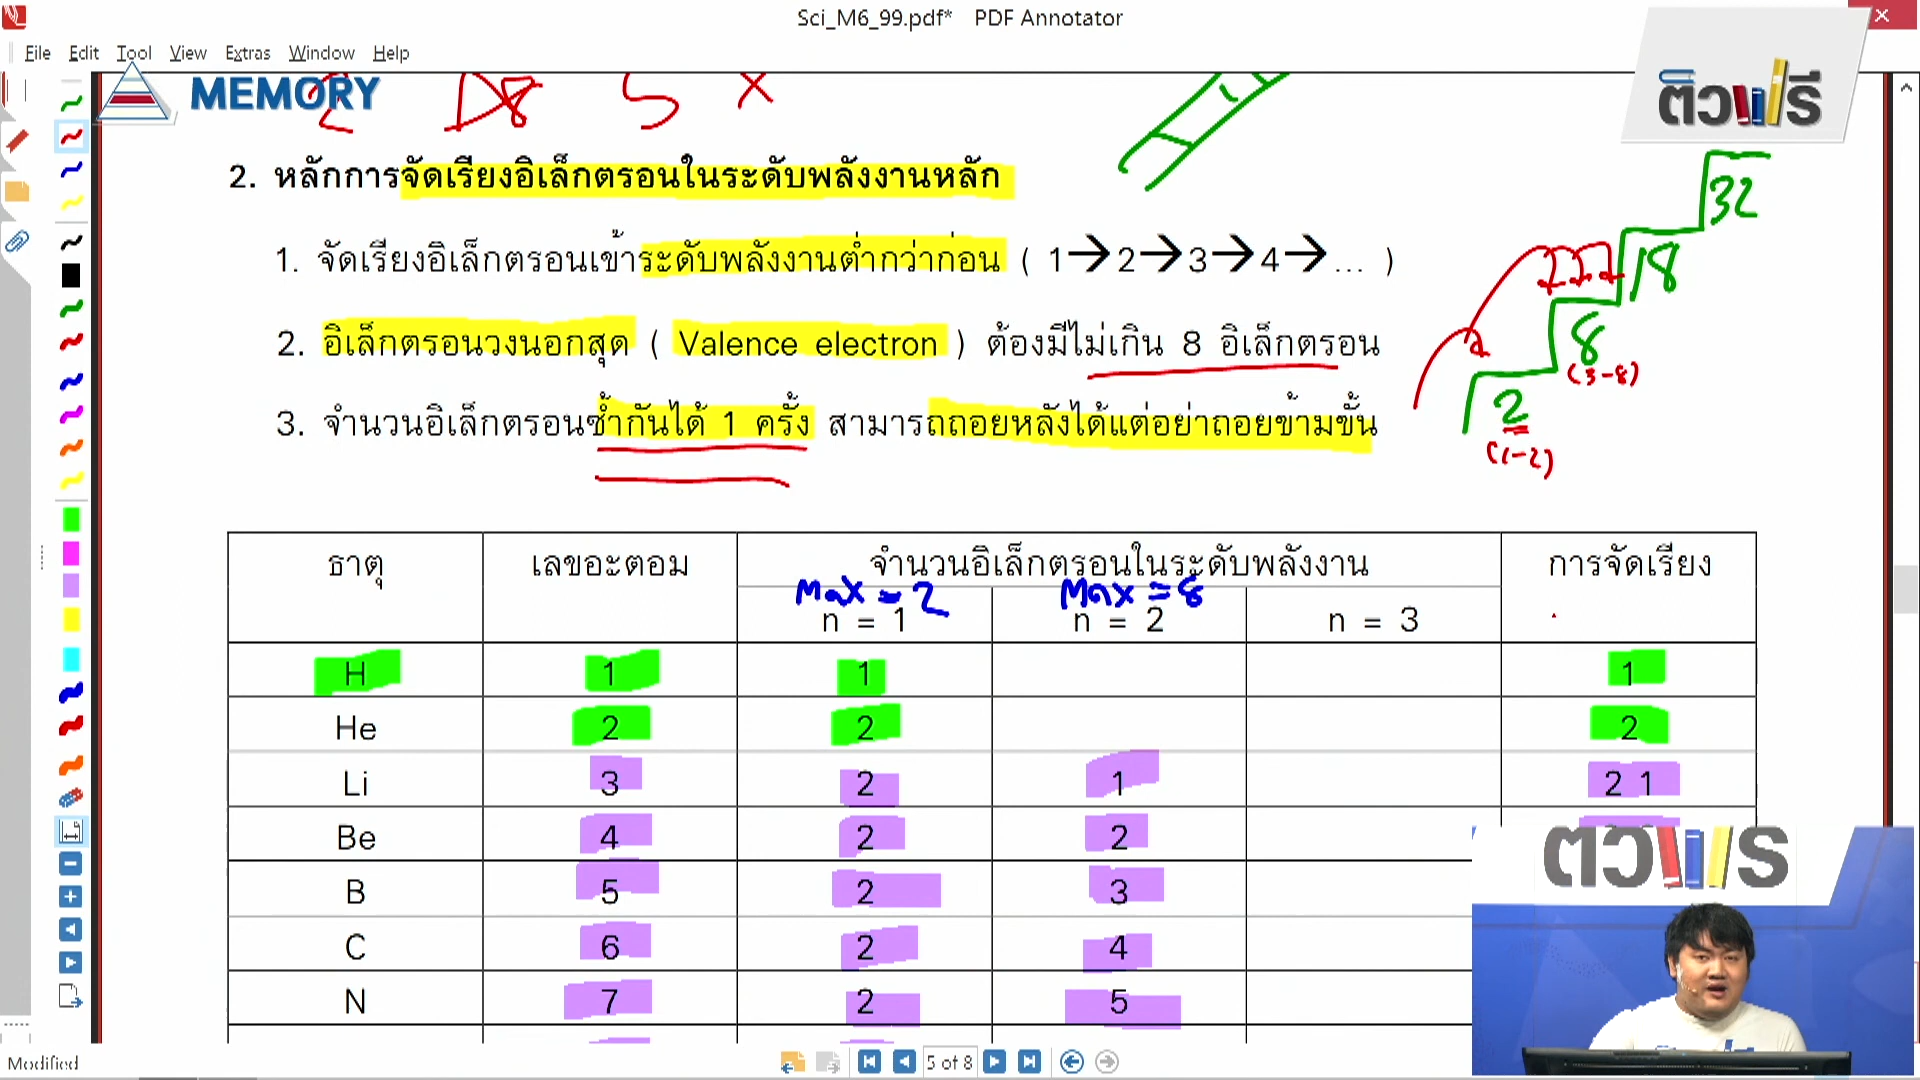 Sci_M6_99.pdf* PDF Annotator
File Edit Tool View Extras Window Help
MEMORY
ติวฟรี
2. หลักการจัดเรียงอิเล็กตรอนในระดับพลังงานหลัก
32
1. จัดเรียงอิเล็กตรอนเข้าระดับพลังงานต่ำกว่าก่อน ( 1→2→3→4→... )
18
2. อิเล็กตรอนวงนอกสุด ( Valence electron ) ต้องมีไม่เกิน 8 อิเล็กตรอน
8
(3-8)
3. จำนวนอิเล็กตรอนซ้ำกันได้ 1 ครั้ง สามารถถอยหลังได้แต่อย่าถอยข้ามขั้น
2
(1-2)
ธาตุ เลขอะตอม จำนวนอิเล็กตรอนในระดับพลังงาน การจัดเรียง
Max = 2 Max = 8
n = 1 n = 2 n = 3
H 1 1 1
He 2 2 2
Li 3 2 1 2 1
Be 4 2 2
B 5 2 3
C 6 2 4
N 7 2 5
ติวฟรี
Modified 5 of 8